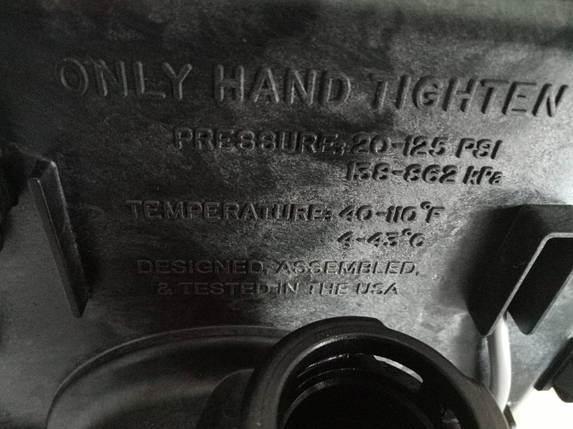 ONLY HAND TIGHTEN
PRESSURE: 20-125 PSI
138-862 kPa
TEMPERATURE: 40-110°F
4-43°C
DESIGNED, ASSEMBLED,
& TESTED IN THE USA